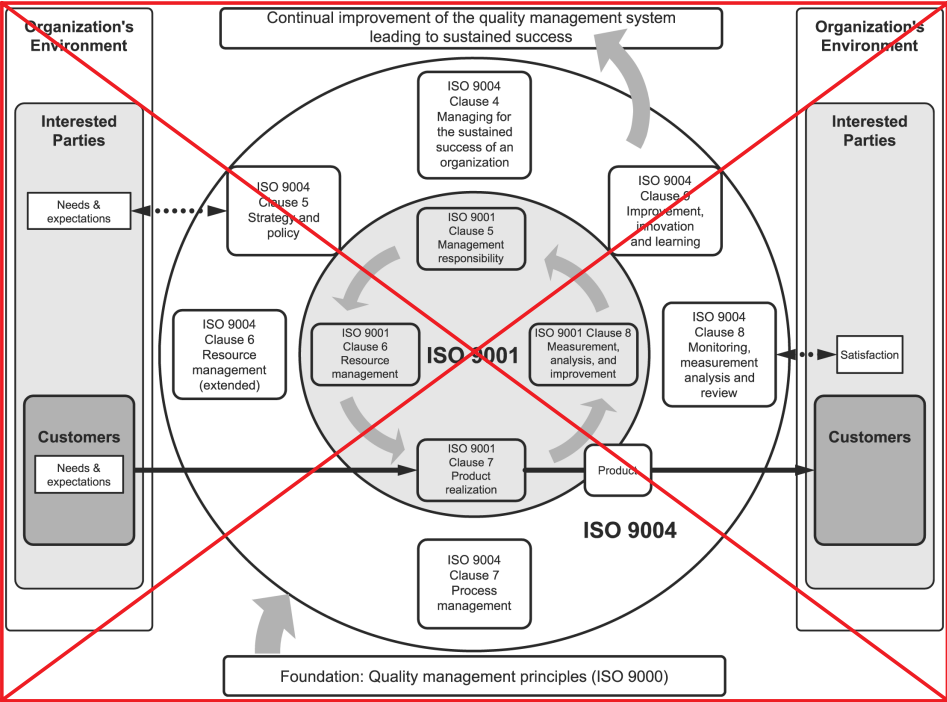 Continual improvement of the quality management system
leading to sustained success
Organization's
Environment
Interested
Parties
Needs &
expectations
Customers
Needs &
expectations
ISO 9004
Clause 4
Managing for
the sustained
success of an
organization
ISO 9004
Clause 5
Strategy and
policy
ISO 9004
Clause 9
Improvement,
innovation
and learning
ISO 9001
Clause 5
Management
responsibility
ISO 9004
Clause 6
Resource
management
(extended)
ISO 9001
Clause 6
Resource
management
ISO 9001
ISO 9001 Clause 8
Measurement,
analysis, and
improvement
ISO 9004
Clause 8
Monitoring,
measurement
analysis and
review
ISO 9001
Clause 7
Product
realization
Product
ISO 9004
ISO 9004
Clause 7
Process
management
Organization's
Environment
Interested
Parties
Satisfaction
Customers
Foundation: Quality management principles (ISO 9000)